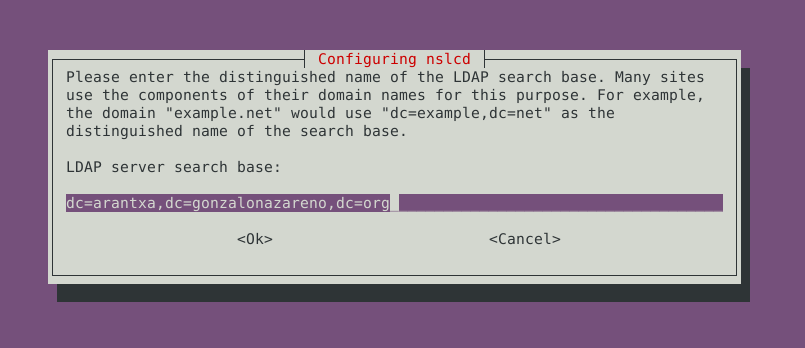 Configuring nslcd
Please enter the distinguished name of the LDAP search base. Many sites
use the components of their domain names for this purpose. For example,
the domain "example.net" would use "dc=example,dc=net" as the
distinguished name of the search base.
LDAP server search base:
dc=arantxa,dc=gonzalonazareno,dc=org
<Ok> <Cancel>